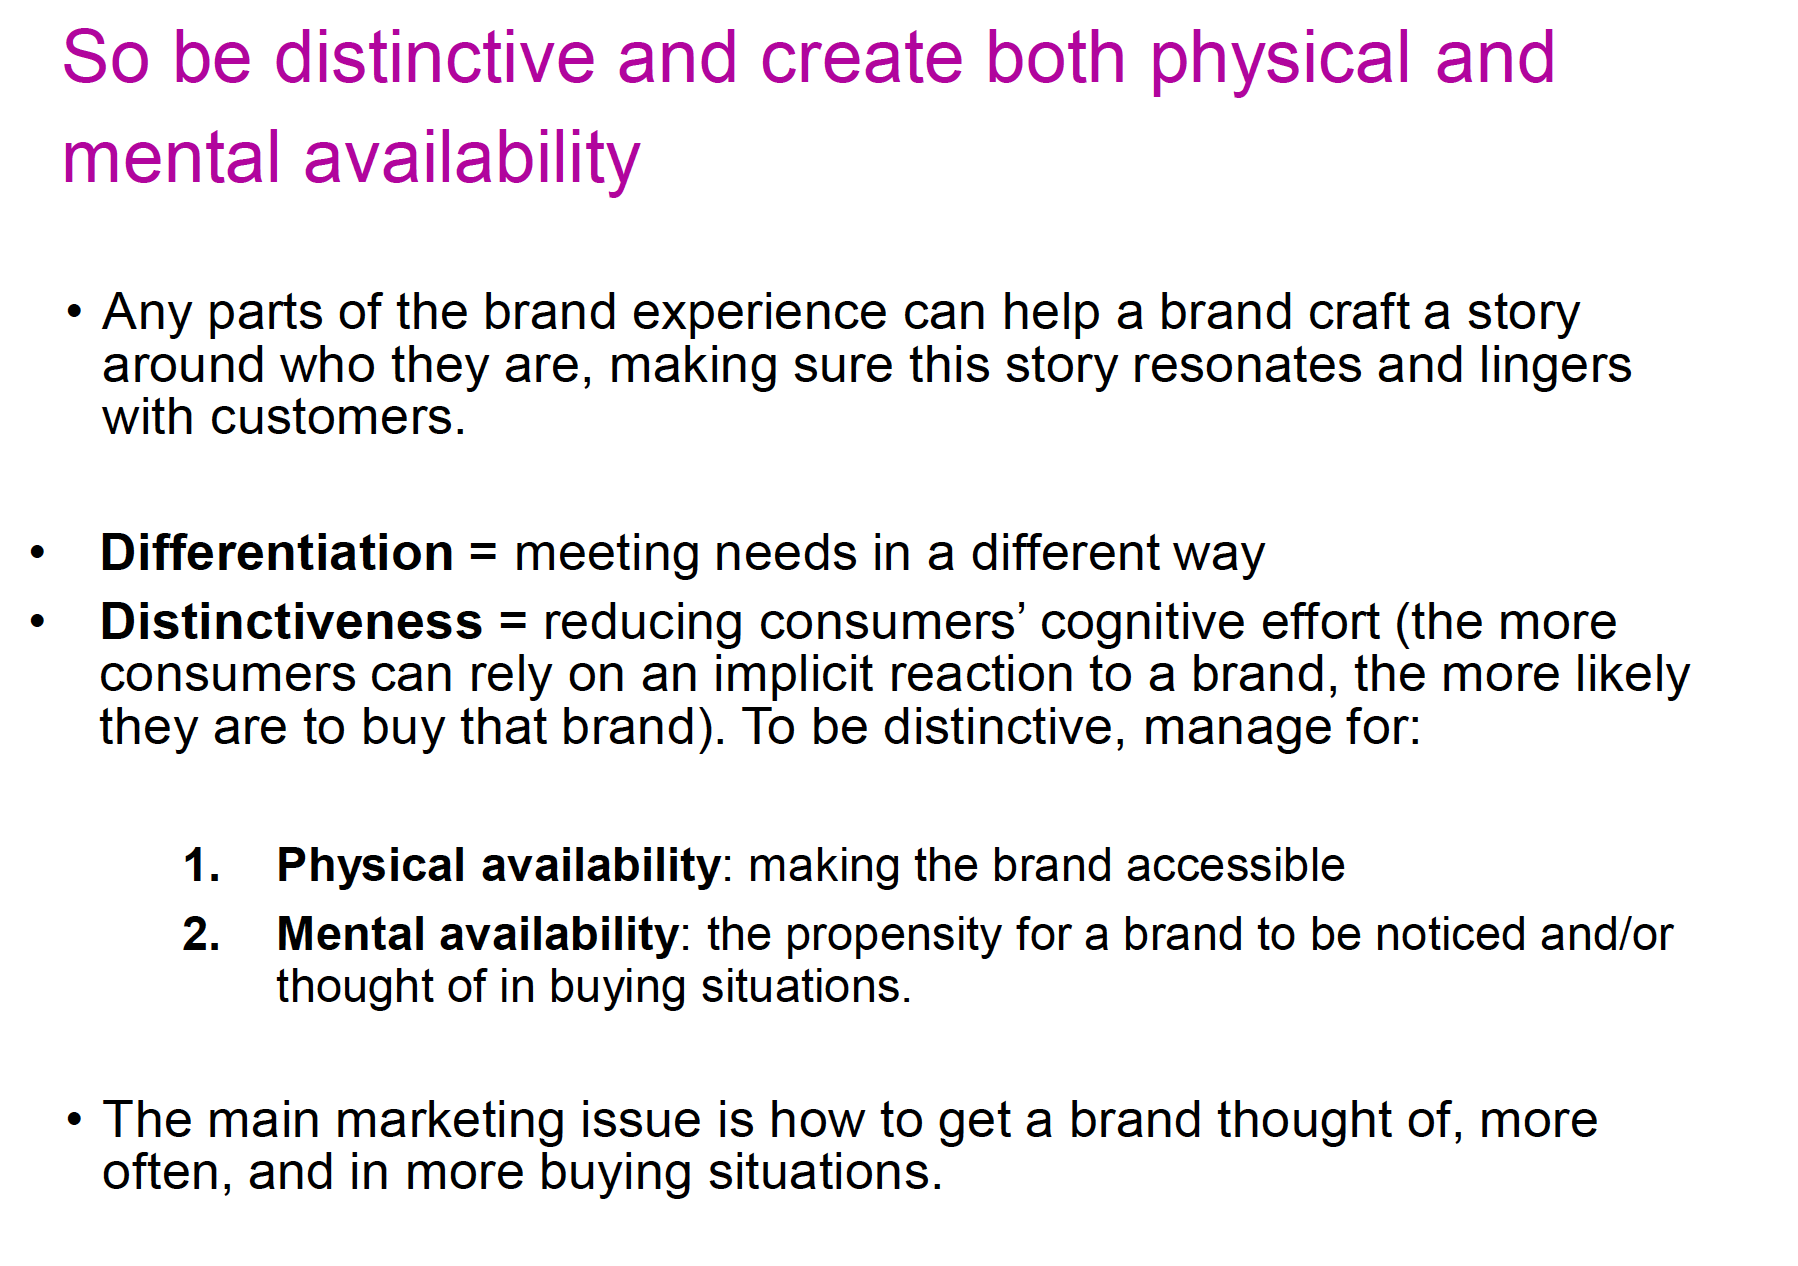 So be distinctive and create both physical and
mental availability
• Any parts of the brand experience can help a brand craft a story
around who they are, making sure this story resonates and lingers
with customers.
• Differentiation = meeting needs in a different way
• Distinctiveness = reducing consumers’ cognitive effort (the more
consumers can rely on an implicit reaction to a brand, the more likely
they are to buy that brand). To be distinctive, manage for:
1. Physical availability: making the brand accessible
2. Mental availability: the propensity for a brand to be noticed and/or
thought of in buying situations.
• The main marketing issue is how to get a brand thought of, more
often, and in more buying situations.